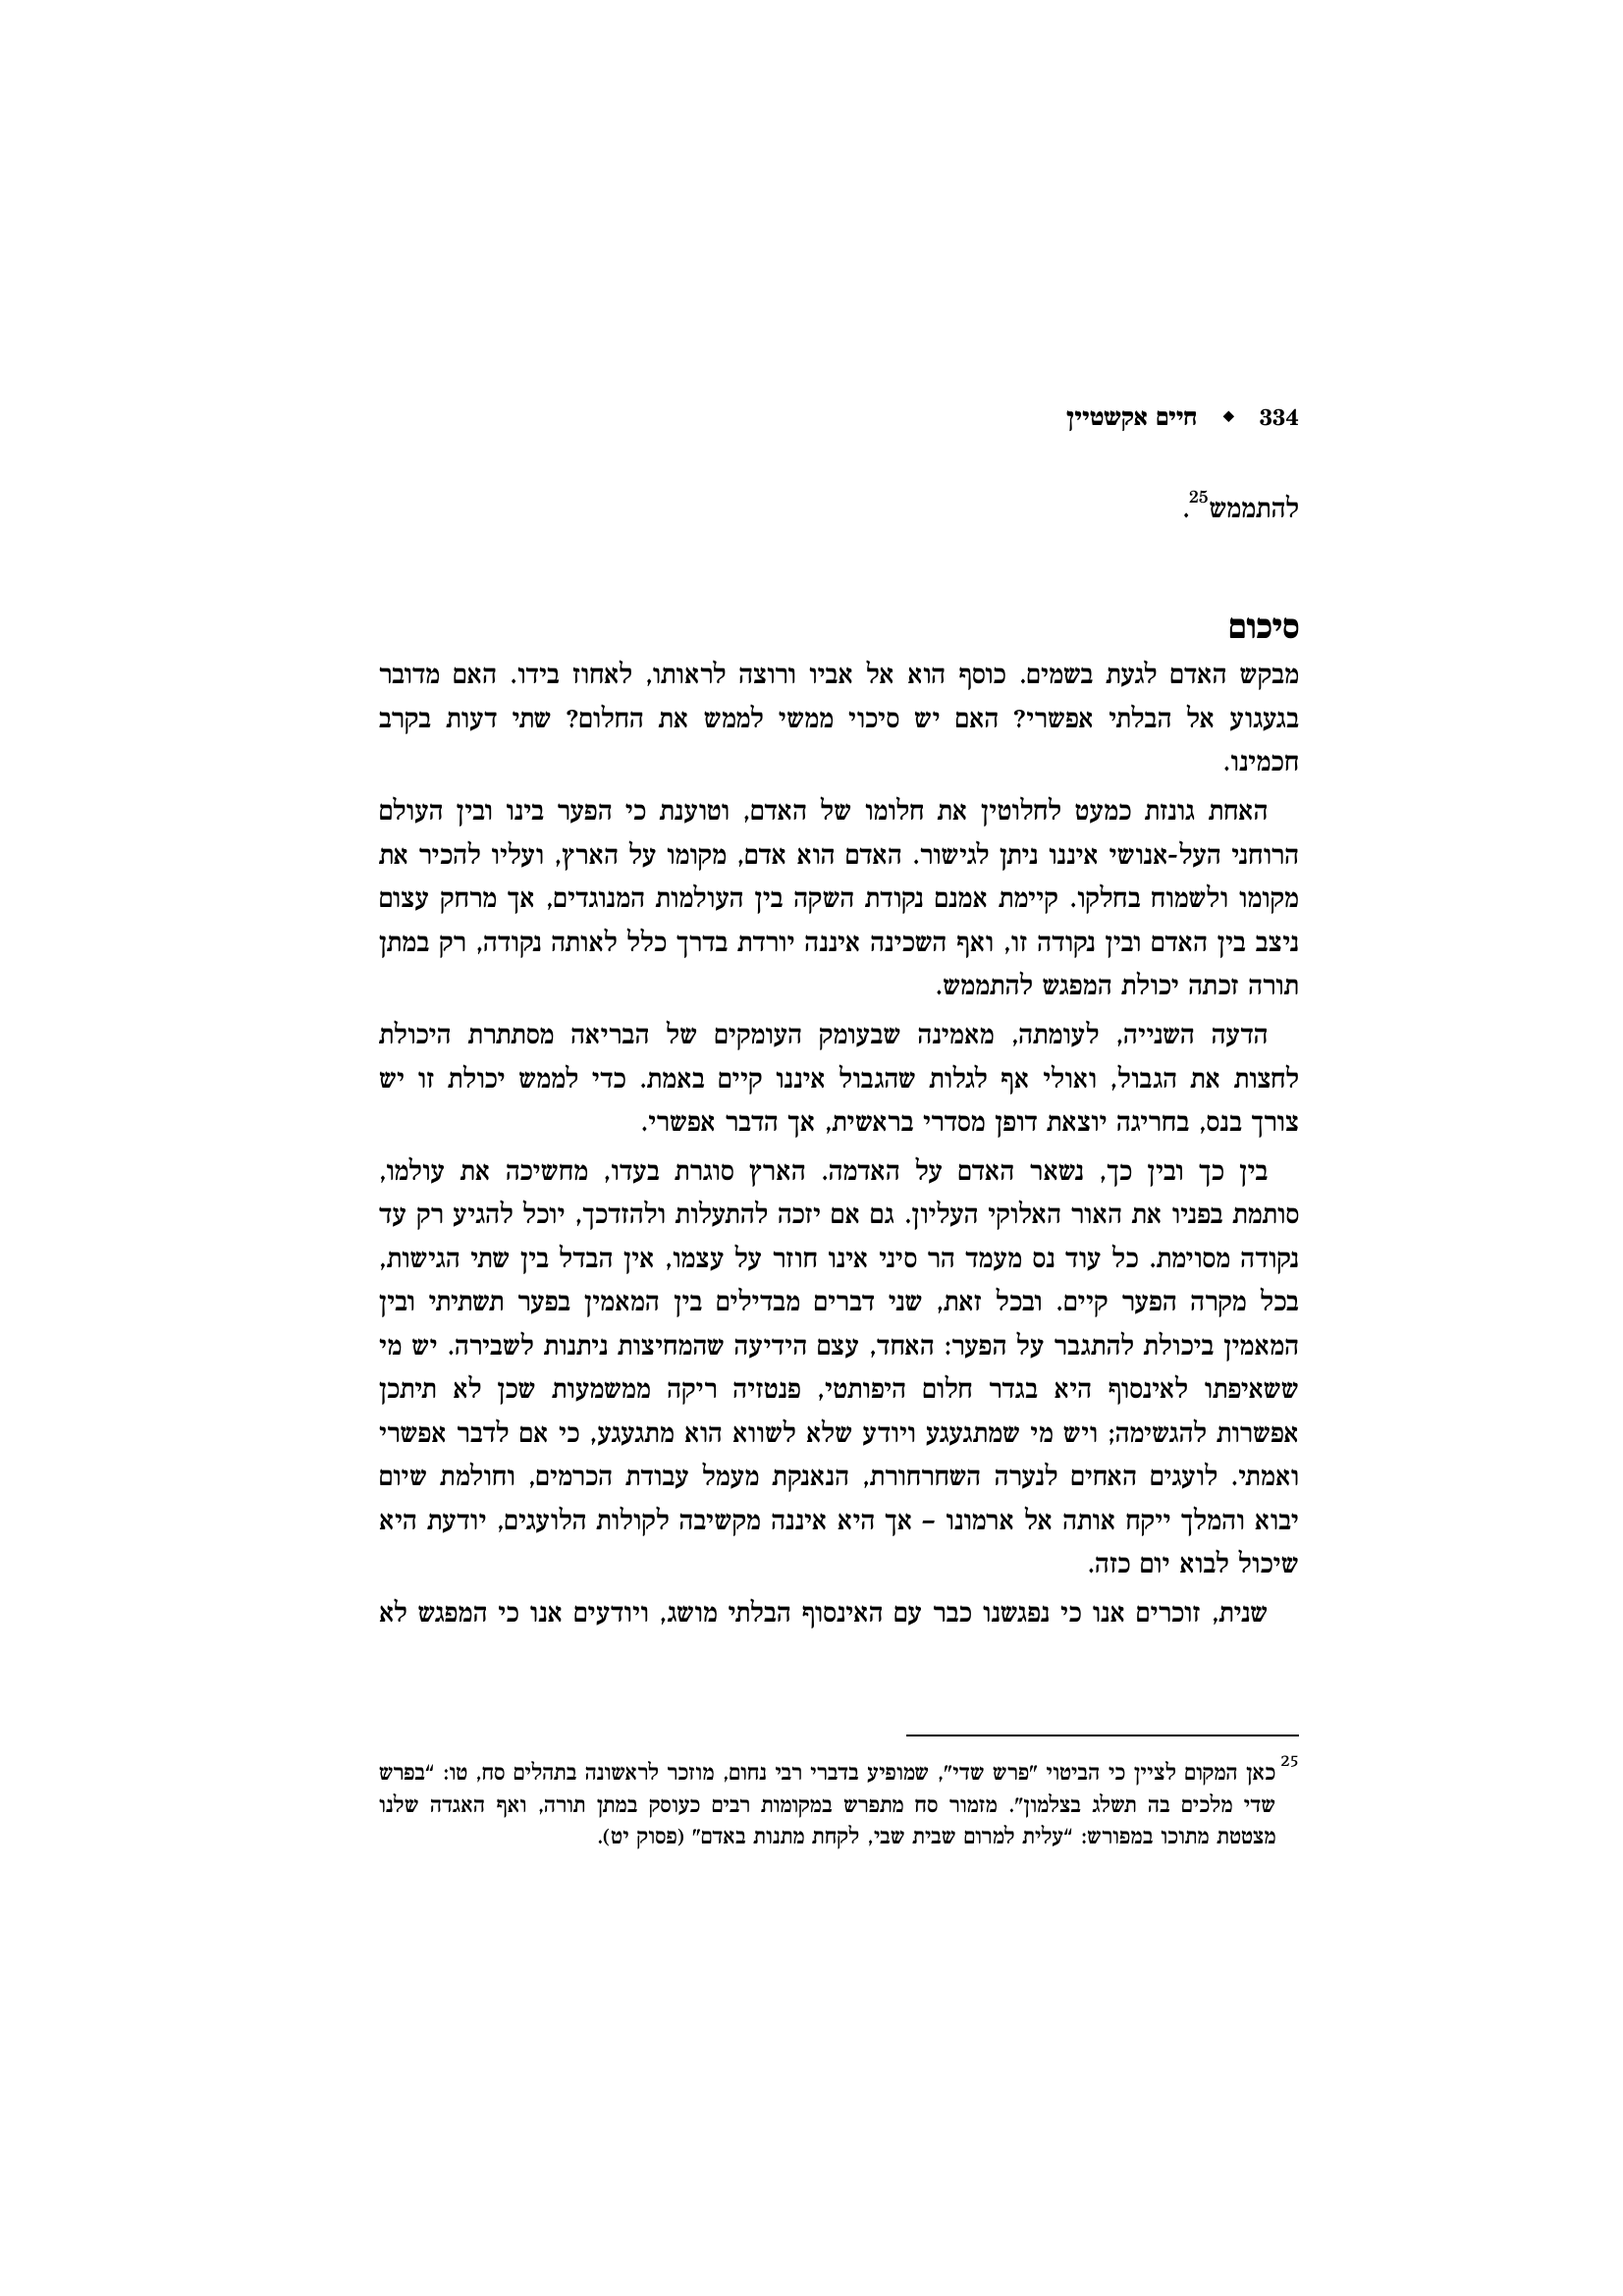 334 ◆ חיים אקשטיין
להתממש25.
סיכום
מבקש האדם לגעת בשמים. כוסף הוא אל אביו ורוצה לראותו, לאחוז בידו. האם מדובר
בגעגוע אל הבלתי אפשרי? האם יש סיכוי ממשי לממש את החלום? שתי דעות בקרב
חכמינו.
האחת גונזת כמעט לחלוטין את חלומו של האדם, וטוענת כי הפער בינו ובין העולם
הרוחני העל-אנושי איננו ניתן לגישור. האדם הוא אדם, מקומו על הארץ, ועליו להכיר את
מקומו ולשמוח בחלקו. קיימת אמנם נקודת השקה בין העולמות המנוגדים, אך מרחק עצום
ניצב בין האדם ובין נקודה זו, ואף השכינה איננה יורדת בדרך כלל לאותה נקודה, רק במתן
תורה זכתה יכולת המפגש להתממש.
הדעה השנייה, לעומתה, מאמינה שבעומק העומקים של הבריאה מסתתרת היכולת
לחצות את הגבול, ואולי אף לגלות שהגבול איננו קיים באמת. כדי לממש יכולת זו יש
צורך בנס, בחריגה יוצאת דופן מסדרי בראשית, אך הדבר אפשרי.
בין כך ובין כך, נשאר האדם על האדמה. הארץ סוגרת בעדו, מחשיכה את עולמו,
סותמת בפניו את האור האלוקי העליון. גם אם יזכה להתעלות ולהזדכך, יוכל להגיע רק עד
נקודה מסוימת. כל עוד נס מעמד הר סיני אינו חוזר על עצמו, אין הבדל בין שתי הגישות,
בכל מקרה הפער קיים. ובכל זאת, שני דברים מבדילים בין המאמין בפער תשתיתי ובין
המאמין ביכולת להתגבר על הפער: האחד, עצם הידיעה שהמחיצות ניתנות לשבירה. יש מי
ששאיפתו לאינסוף היא בגדר חלום היפותטי, פנטזיה ריקה ממשמעות שכן לא תיתכן
אפשרות להגשימה; ויש מי שמתגעגע ויודע שלא לשווא הוא מתגעגע, כי אם לדבר אפשרי
ואמתי. לועגים האחים לנערה השחרחורת, הנאנקת מעמל עבודת הכרמים, וחולמת שיום
יבוא והמלך ייקח אותה אל ארמונו – אך היא איננה מקשיבה לקולות הלועגים, יודעת היא
שיכול לבוא יום כזה.
שנית, זוכרים אנו כי נפגשנו כבר עם האינסוף הבלתי מושג, ויודעים אנו כי המפגש לא
25 כאן המקום לציין כי הביטוי "פרש שדי", שמופיע בדברי רבי נחום, מוזכר לראשונה בתהלים סח, טו: "בפרש
שדי מלכים בה תשלג בצלמון". מזמור סח מתפרש במקומות רבים כעוסק במתן תורה, ואף האגדה שלנו
מצטטת מתוכו במפורש: "עלית למרום שבית שבי, לקחת מתנות באדם" (פסוק יט).